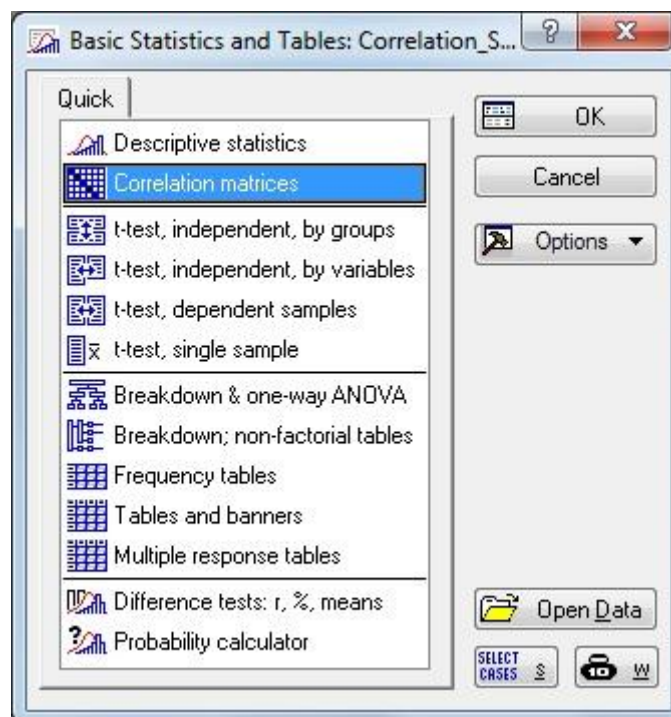 Basic Statistics and Tables: Correlation_S...
?
Quick
Descriptive statistics
Correlation matrices
t-test, independent, by groups
t-test, independent, by variables
t-test, dependent samples
x̄ t-test, single sample
Breakdown & one-way ANOVA
Breakdown; non-factorial tables
Frequency tables
Tables and banners
Multiple response tables
Difference tests: r, %, means
? Probability calculator
OK
Cancel
Options
Open Data
SELECT
CASES S
W